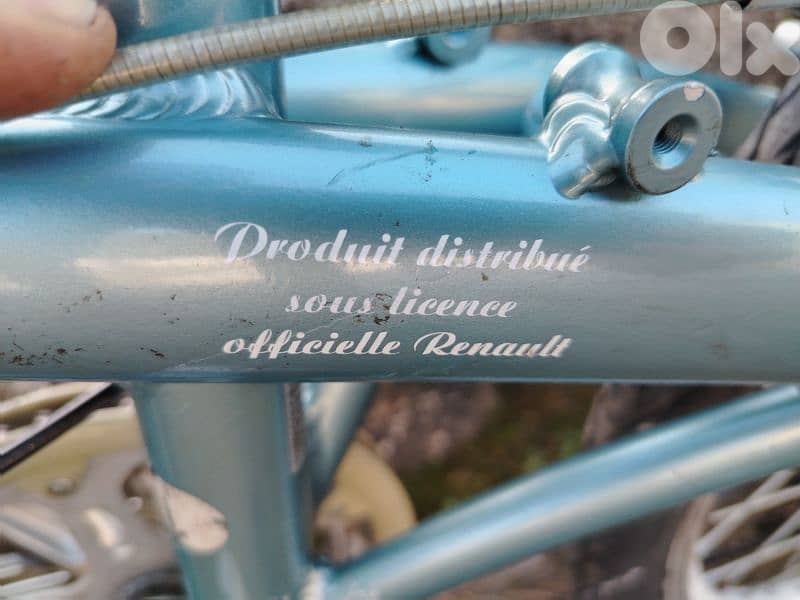 olx
Produit distribué
sous licence
officielle Renault